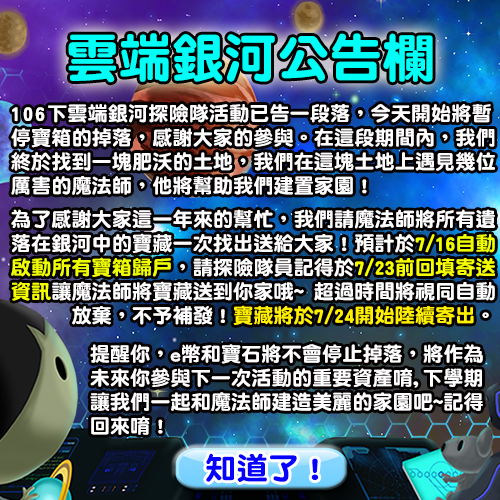 雲端銀河公告欄
106下雲端銀河探險隊活動已告一段落，今天開始將暫
停寶箱的掉落，感謝大家的參與。在這段期間內，我們
終於找到一塊肥沃的土地，我們在這塊土地上遇見幾位
厲害的魔法師，他將幫助我們建置家園！
為了感謝大家這一年來的幫忙，我們請魔法師將所有遺
落在銀河中的寶藏一次找出送給大家！預計於7/16自動
啟動所有寶箱歸戶，請探險隊員記得於7/23前回填寄送
資訊讓魔法師將寶藏送到你家哦~ 超過時間將視同自動
放棄，不予補發！寶藏將於7/24開始陸續寄出。
提醒你，e幣和寶石將不會停止掉落，將作為
未來你參與下一次活動的重要資產唷,下學期
讓我們一起和魔法師建造美麗的家園吧~記得
回來唷！
知道了！